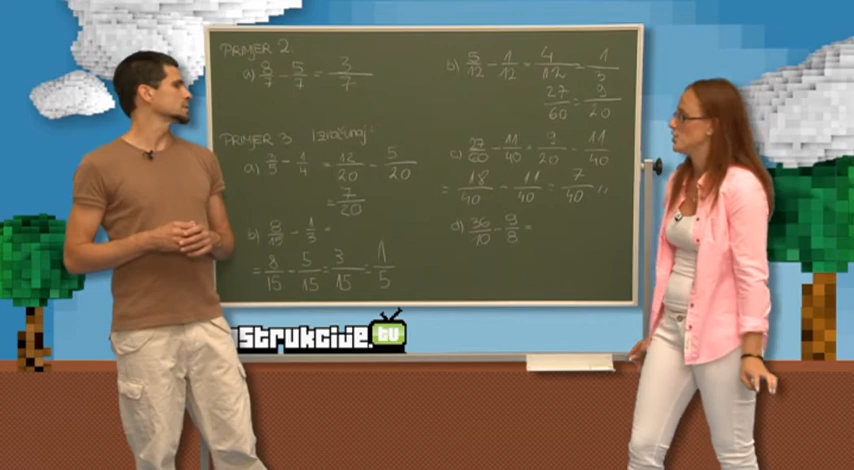 PRIMJER 2
a) 8/7 - 5/7 = 3/7
PRIMJER 3 Izračunaj:
a) 3/5 - 1/4 = 12/20 - 5/20
= 7/20
b) 8/15 - 1/3 =
= 8/15 - 5/15 = 3/15 = 1/5
b) 5/12 - 1/12 = 4/12 = 1/3
27/60 = 9/20
c) 27/60 - 11/40 = 9/20 - 11/40
= 18/40 - 11/40 = 7/40 //
d) 36/10 - 9/8 =
strukcije.tv